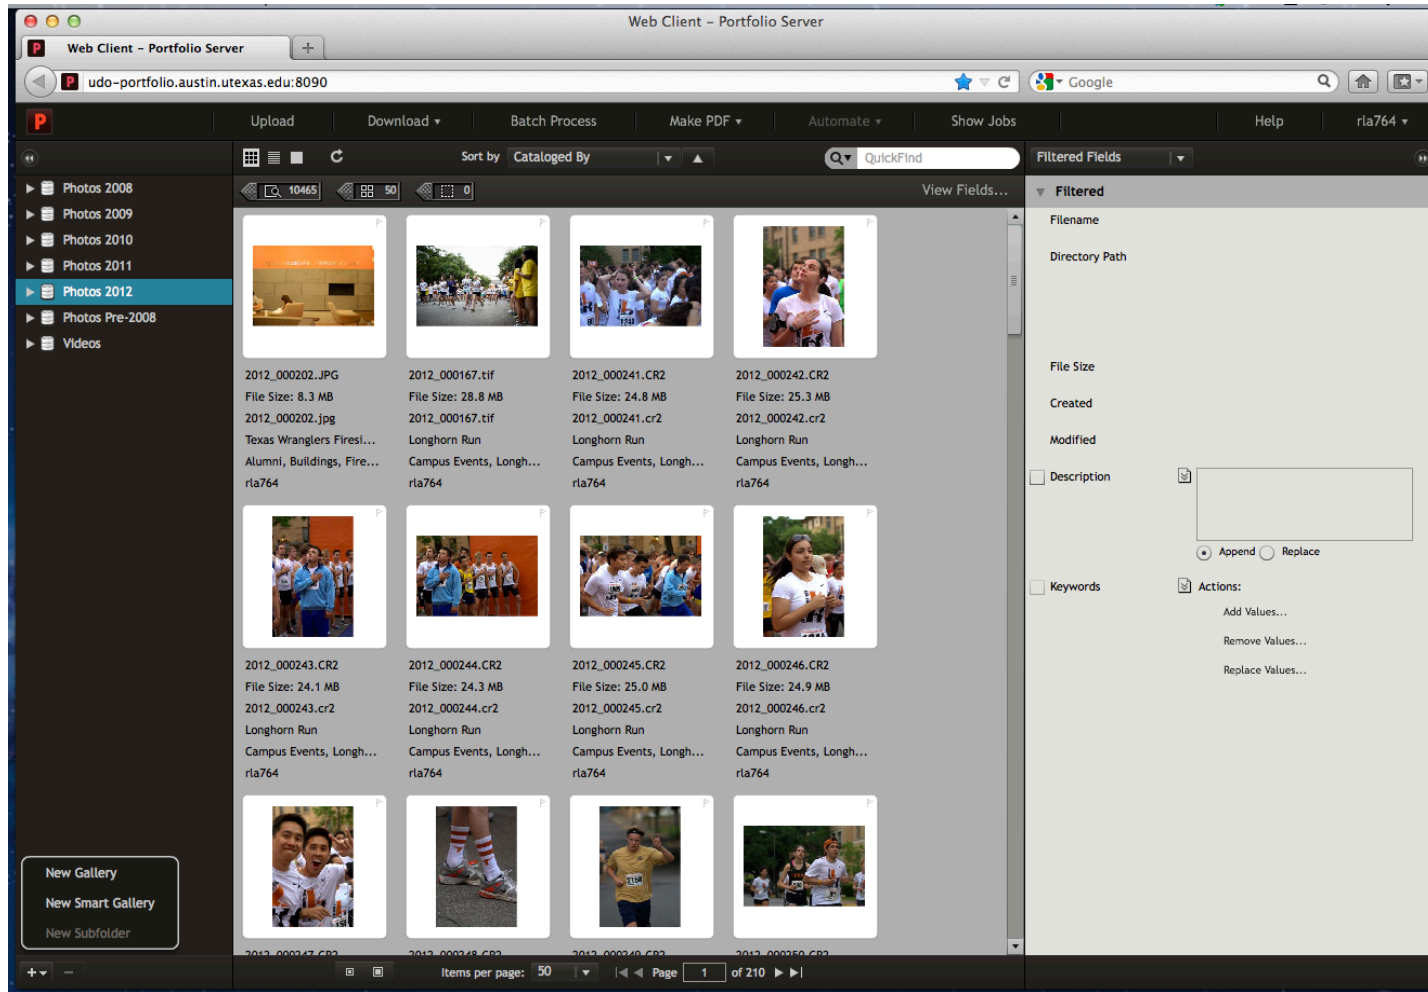 Web Client – Portfolio Server
Web Client – Portfolio Server
udo-portfolio.austin.utexas.edu:8090
Google
Upload
Download
Batch Process
Make PDF
Automate
Show Jobs
Help
rla764
Sort by Cataloged By
QuickFind
Filtered Fields
Photos 2008
Photos 2009
Photos 2010
Photos 2011
Photos 2012
Photos Pre-2008
Videos
10465
50
0
View Fields...
2012_000202.JPG
File Size: 8.3 MB
2012_000202.jpg
Texas Wranglers Firesi...
Alumni, Buildings, Fire...
rla764
2012_000167.tif
File Size: 28.8 MB
2012_000167.tif
Longhorn Run
Campus Events, Longh...
rla764
2012_000241.CR2
File Size: 24.8 MB
2012_000241.cr2
Longhorn Run
Campus Events, Longh...
rla764
2012_000242.CR2
File Size: 25.3 MB
2012_000242.cr2
Longhorn Run
Campus Events, Longh...
rla764
2012_000243.CR2
File Size: 24.1 MB
2012_000243.cr2
Longhorn Run
Campus Events, Longh...
rla764
2012_000244.CR2
File Size: 24.3 MB
2012_000244.cr2
Longhorn Run
Campus Events, Longh...
rla764
2012_000245.CR2
File Size: 25.0 MB
2012_000245.cr2
Longhorn Run
Campus Events, Longh...
rla764
2012_000246.CR2
File Size: 24.9 MB
2012_000246.cr2
Longhorn Run
Campus Events, Longh...
rla764
2012_000247.CR2
2012_000248.CR2
2012_000249.CR2
2012_000250.CR2
Filtered
Filename
Directory Path
File Size
Created
Modified
Description
Append
Replace
Keywords
Actions:
Add Values...
Remove Values...
Replace Values...
New Gallery
New Smart Gallery
New Subfolder
Items per page: 50
Page 1 of 210